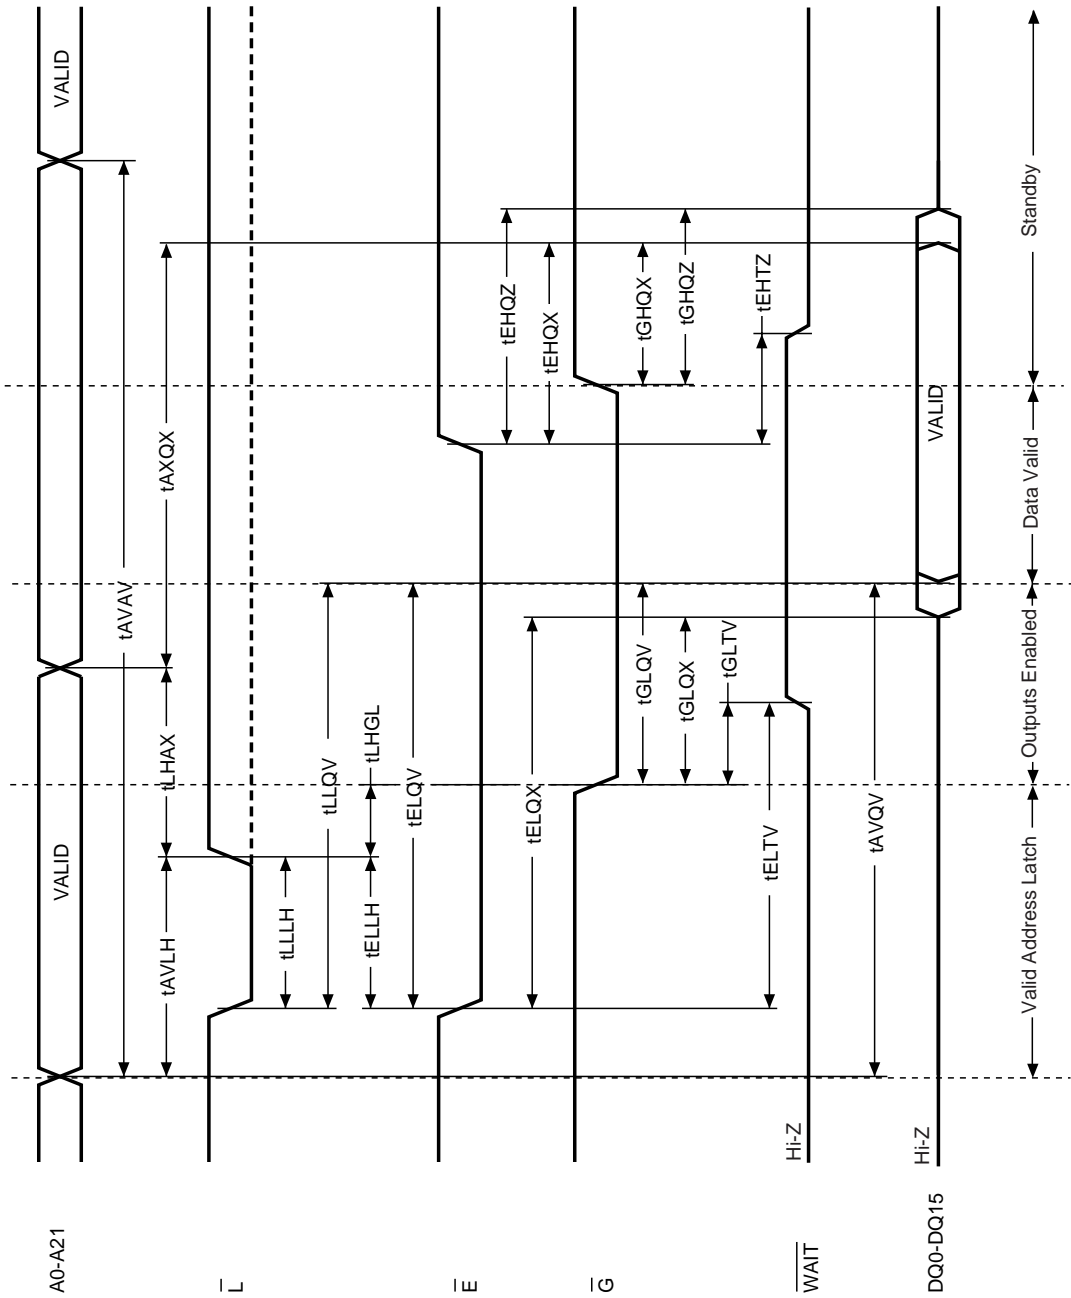 A0-A21
VALID
VALID
tAVAV
tAVLH
tLHAX
tAXQX
L
tLLLH
tLLQV
tELLH
tLHGL
tELQV
E
tEHQZ
tELQX
tEHQX
G
tGLQV
tGHQX
tGLQX
tGHQZ
tGLTV
tELTV
tEHTZ
WAIT
Hi-Z
tAVQV
DQ0-DQ15
Hi-Z
VALID
Valid Address Latch
Outputs Enabled
Data Valid
Standby